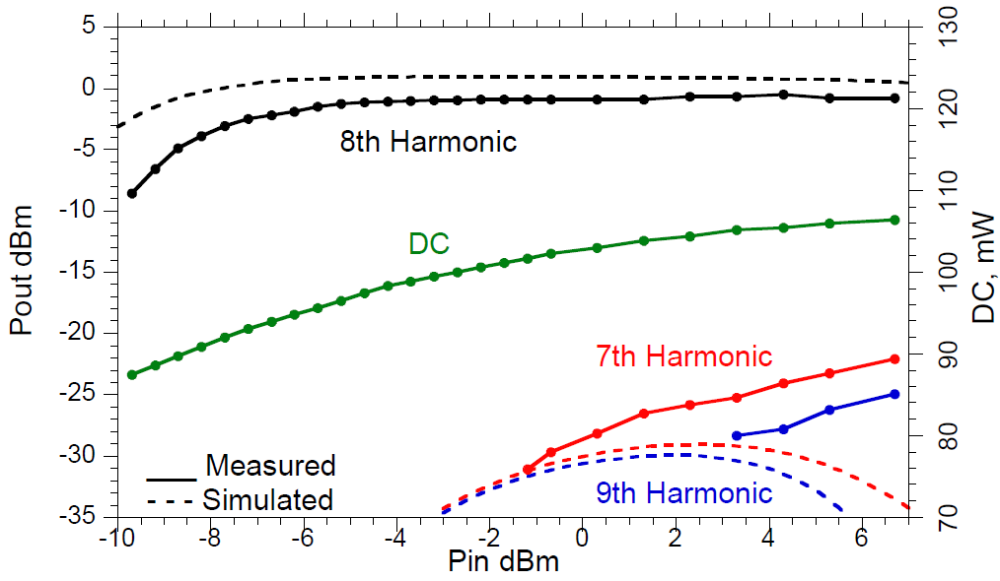 5
0
-5
-10
-15
-20
-25
-30
-35
Pout dBm
130
120
110
100
90
80
70
DC, mW
8th Harmonic
DC
7th Harmonic
9th Harmonic
Measured
Simulated
-10 -8 -6 -4 -2 0 2 4 6
Pin dBm